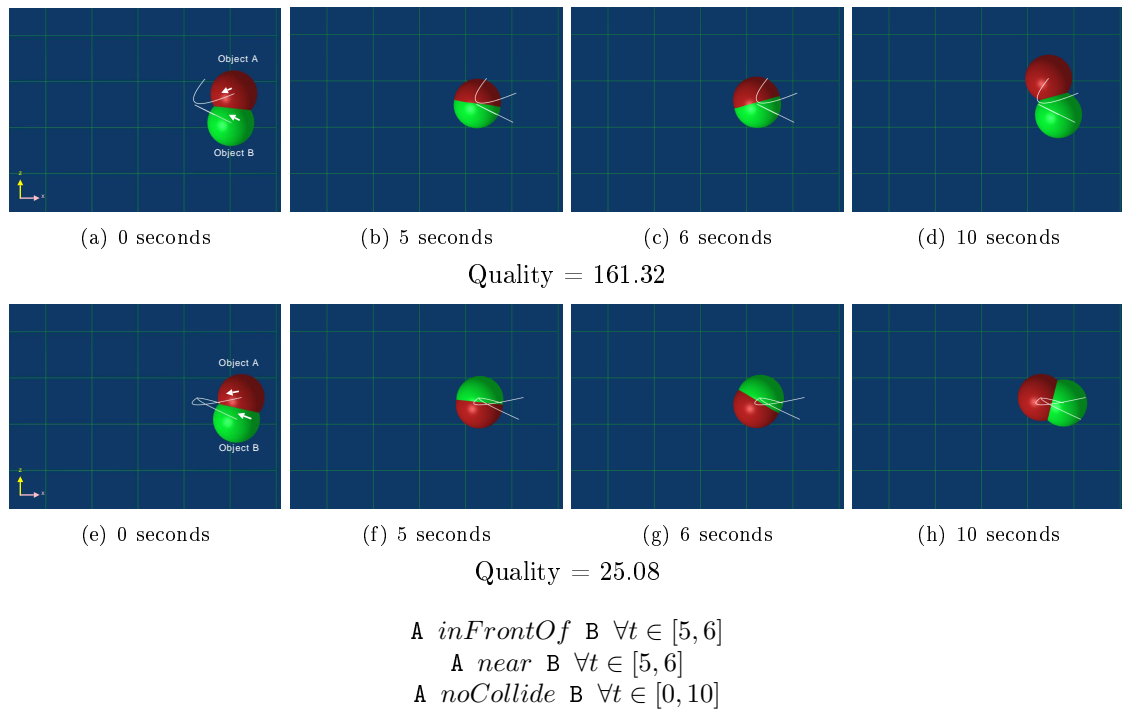 Object A
Object B
z
x
(a) 0 seconds
(b) 5 seconds
(c) 6 seconds
(d) 10 seconds
Quality = 161.32
Object A
Object B
z
x
(e) 0 seconds
(f) 5 seconds
(g) 6 seconds
(h) 10 seconds
Quality = 25.08
A inFrontOf B ∀t ∈ [5, 6]
A near B ∀t ∈ [5, 6]
A noCollide B ∀t ∈ [0, 10]